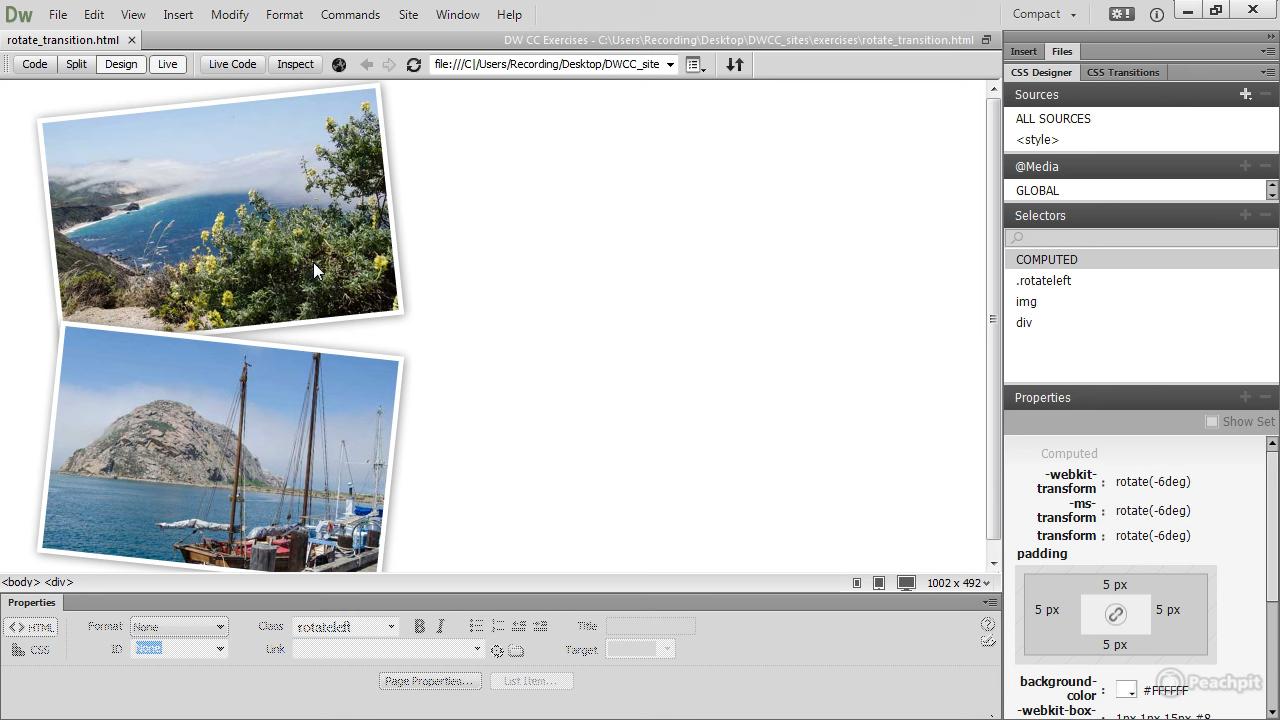 Dw File Edit View Insert Modify Format Commands Site Window Help Compact
rotate_transition.html DW CC Exercises - C:\Users\Recording\Desktop\DWCC_sites\exercises\rotate_transition.html
Insert Files
Code Split Design Live Live Code Inspect file:///C|/Users/Recording/Desktop/DWCC_site
CSS Designer CSS Transitions
Sources
ALL SOURCES
<style>
@Media
GLOBAL
Selectors
COMPUTED
.rotateleft
img
div
Properties
Show Set
Computed
-webkit-transform : rotate(-6deg)
-ms-transform : rotate(-6deg)
transform : rotate(-6deg)
padding
5 px
5 px 5 px
5 px
background-color : #FFFFFF
-webkit-box- 1px 1px 15px #8
Peachpit
<body> <div> 1002 x 492
Properties
<> HTML Format None Class rotateleft B I Title
CSS ID None Link Target
Page Properties... List Item...